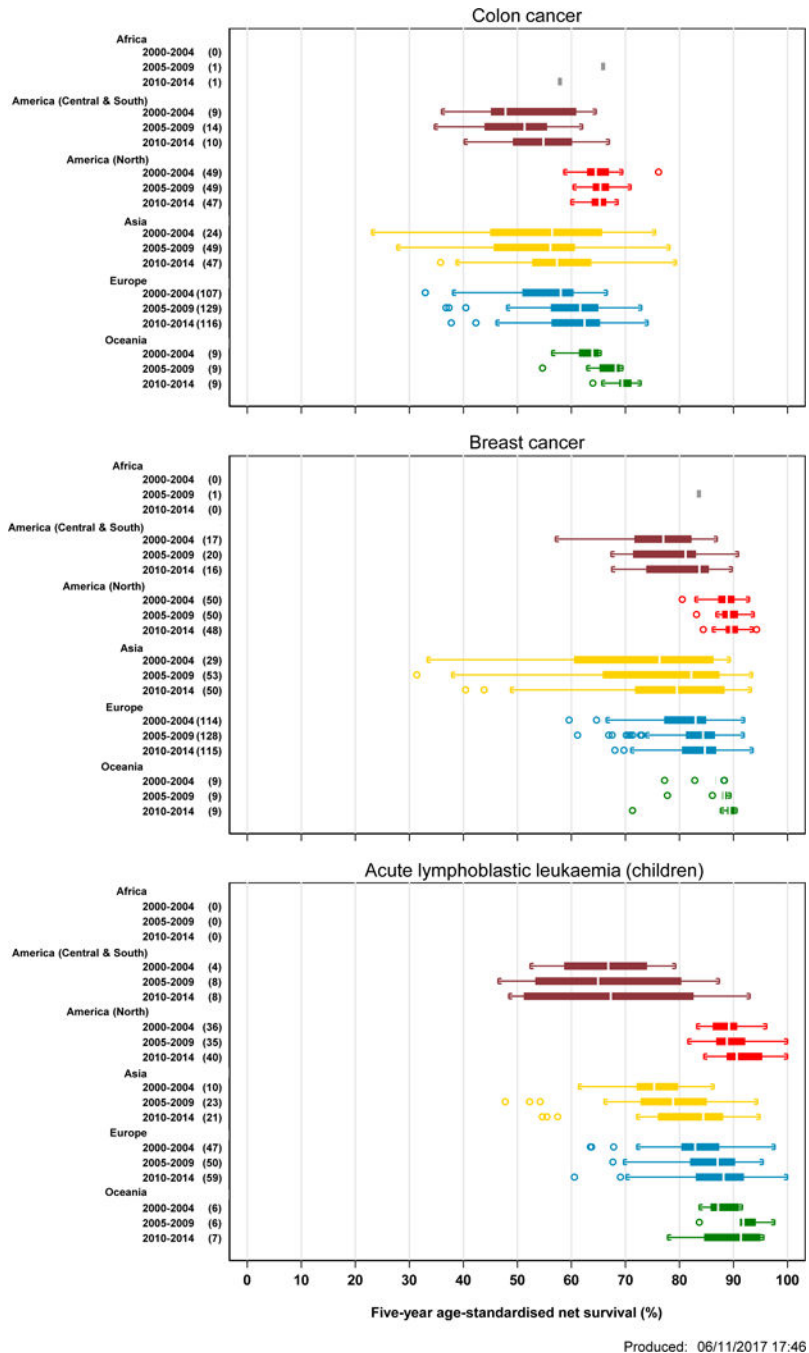 Colon cancer
Africa
2000-2004 (0)
2005-2009 (1)
2010-2014 (1)
America (Central & South)
2000-2004 (9)
2005-2009 (14)
2010-2014 (10)
America (North)
2000-2004 (49)
2005-2009 (49)
2010-2014 (47)
Asia
2000-2004 (24)
2005-2009 (49)
2010-2014 (47)
Europe
2000-2004 (107)
2005-2009 (129)
2010-2014 (116)
Oceania
2000-2004 (9)
2005-2009 (9)
2010-2014 (9)
Breast cancer
Africa
2000-2004 (0)
2005-2009 (1)
2010-2014 (0)
America (Central & South)
2000-2004 (17)
2005-2009 (20)
2010-2014 (16)
America (North)
2000-2004 (50)
2005-2009 (50)
2010-2014 (48)
Asia
2000-2004 (29)
2005-2009 (53)
2010-2014 (50)
Europe
2000-2004 (114)
2005-2009 (128)
2010-2014 (115)
Oceania
2000-2004 (9)
2005-2009 (9)
2010-2014 (9)
Acute lymphoblastic leukaemia (children)
Africa
2000-2004 (0)
2005-2009 (0)
2010-2014 (0)
America (Central & South)
2000-2004 (4)
2005-2009 (8)
2010-2014 (8)
America (North)
2000-2004 (36)
2005-2009 (35)
2010-2014 (40)
Asia
2000-2004 (10)
2005-2009 (23)
2010-2014 (21)
Europe
2000-2004 (47)
2005-2009 (50)
2010-2014 (59)
Oceania
2000-2004 (6)
2005-2009 (6)
2010-2014 (7)
0 10 20 30 40 50 60 70 80 90 100
Five-year age-standardised net survival (%)
Produced: 06/11/2017 17:46